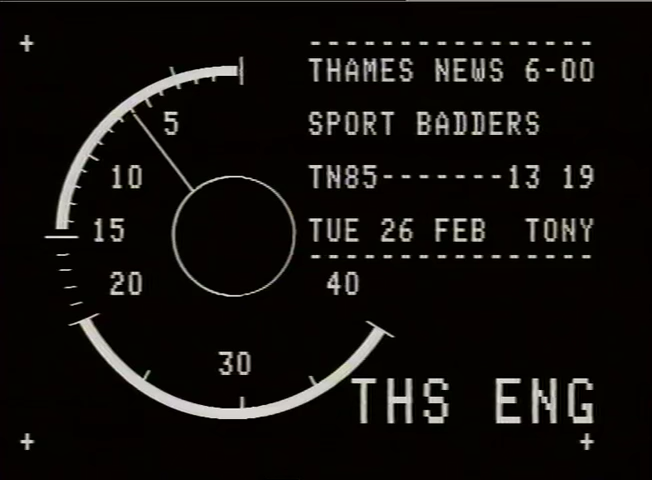 THAMES NEWS 6-00
SPORT BADDERS
TN85-------13 19
TUE 26 FEB TONY
5
10
15
20
30
40
THS ENG